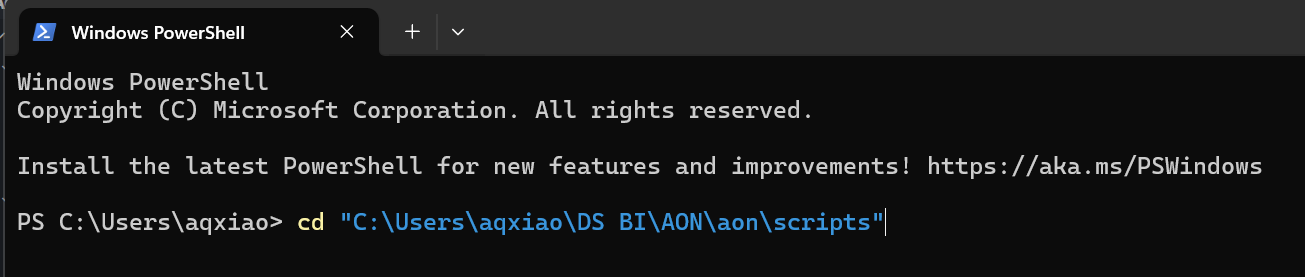 Windows PowerShell
Windows PowerShell
Copyright (C) Microsoft Corporation. All rights reserved.
Install the latest PowerShell for new features and improvements! https://aka.ms/PSWindows
PS C:\Users\aqxiao> cd "C:\Users\aqxiao\DS BI\AON\aon\scripts"